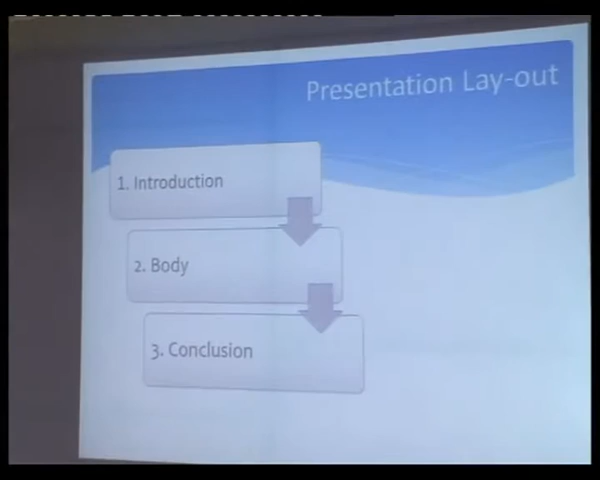 Presentation Lay-out
1. Introduction
2. Body
3. Conclusion